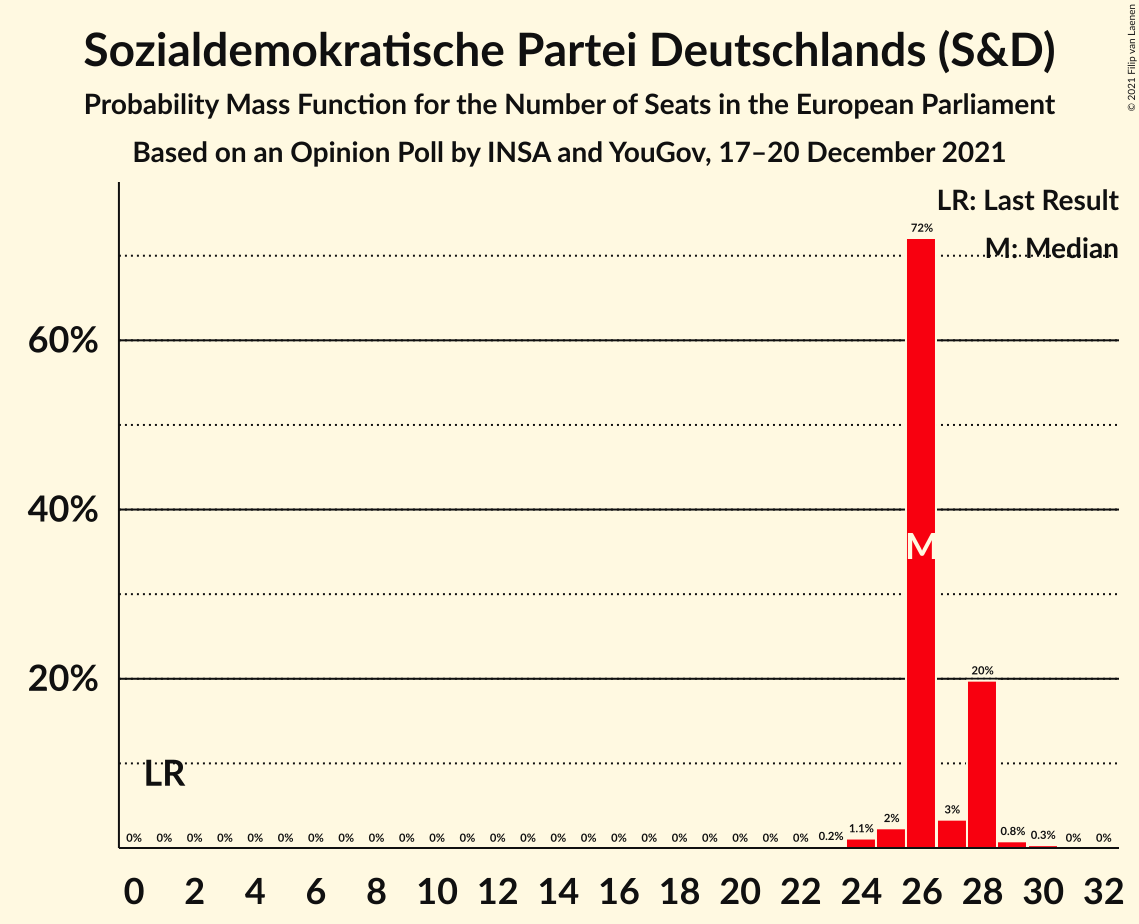 Sozialdemokratische Partei Deutschlands (S&D)
Probability Mass Function for the Number of Seats in the European Parliament
Based on an Opinion Poll by INSA and YouGov, 17–20 December 2021
© 2021 Filip van Laenen
LR: Last Result
M: Median
60%
40%
20%
72%
M
20%
LR
0% 0% 0% 0% 0% 0% 0% 0% 0% 0% 0% 0% 0% 0% 0% 0% 0% 0% 0% 0% 0% 0% 0% 0.2% 1.1% 2% 3% 0.8% 0.3% 0% 0%
0 2 4 6 8 10 12 14 16 18 20 22 24 26 28 30 32